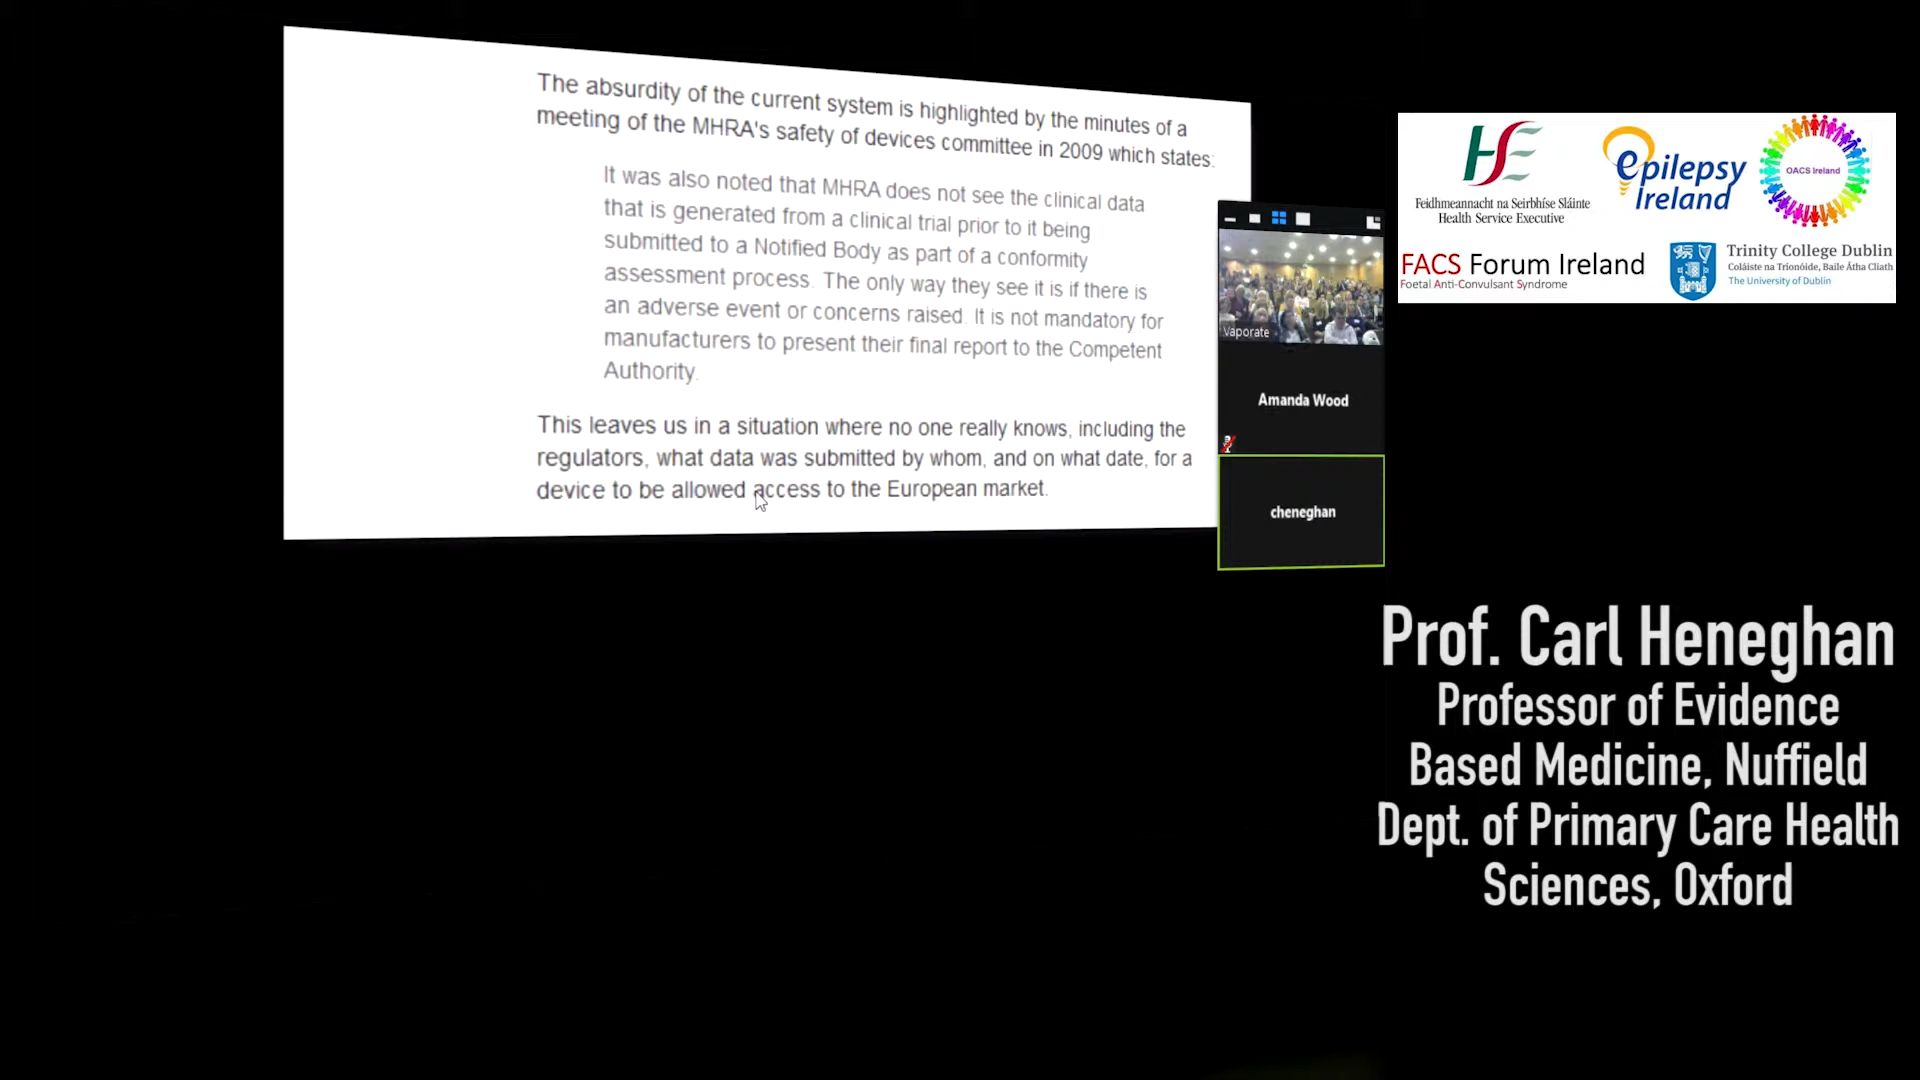 The absurdity of the current system is highlighted by the minutes of a
meeting of the MHRA's safety of devices committee in 2009 which states:
It was also noted that MHRA does not see the clinical data
that is generated from a clinical trial prior to it being
submitted to a Notified Body as part of a conformity
assessment process. The only way they see it is if there is
an adverse event or concerns raised. It is not mandatory for
manufacturers to present their final report to the Competent
Authority.
This leaves us in a situation where no one really knows, including the
regulators, what data was submitted by whom, and on what date, for a
device to be allowed access to the European market.
Vaporate
Amanda Wood
cheneghan
HSE
Feidhmeannacht na Seirbhíse Sláinte
Health Service Executive
epilepsy
Ireland
OACS Ireland
FACS Forum Ireland
Foetal Anti-Convulsant Syndrome
Trinity College Dublin
Coláiste na Tríonóide, Baile Átha Cliath
The University of Dublin
Prof. Carl Heneghan
Professor of Evidence
Based Medicine, Nuffield
Dept. of Primary Care Health
Sciences, Oxford